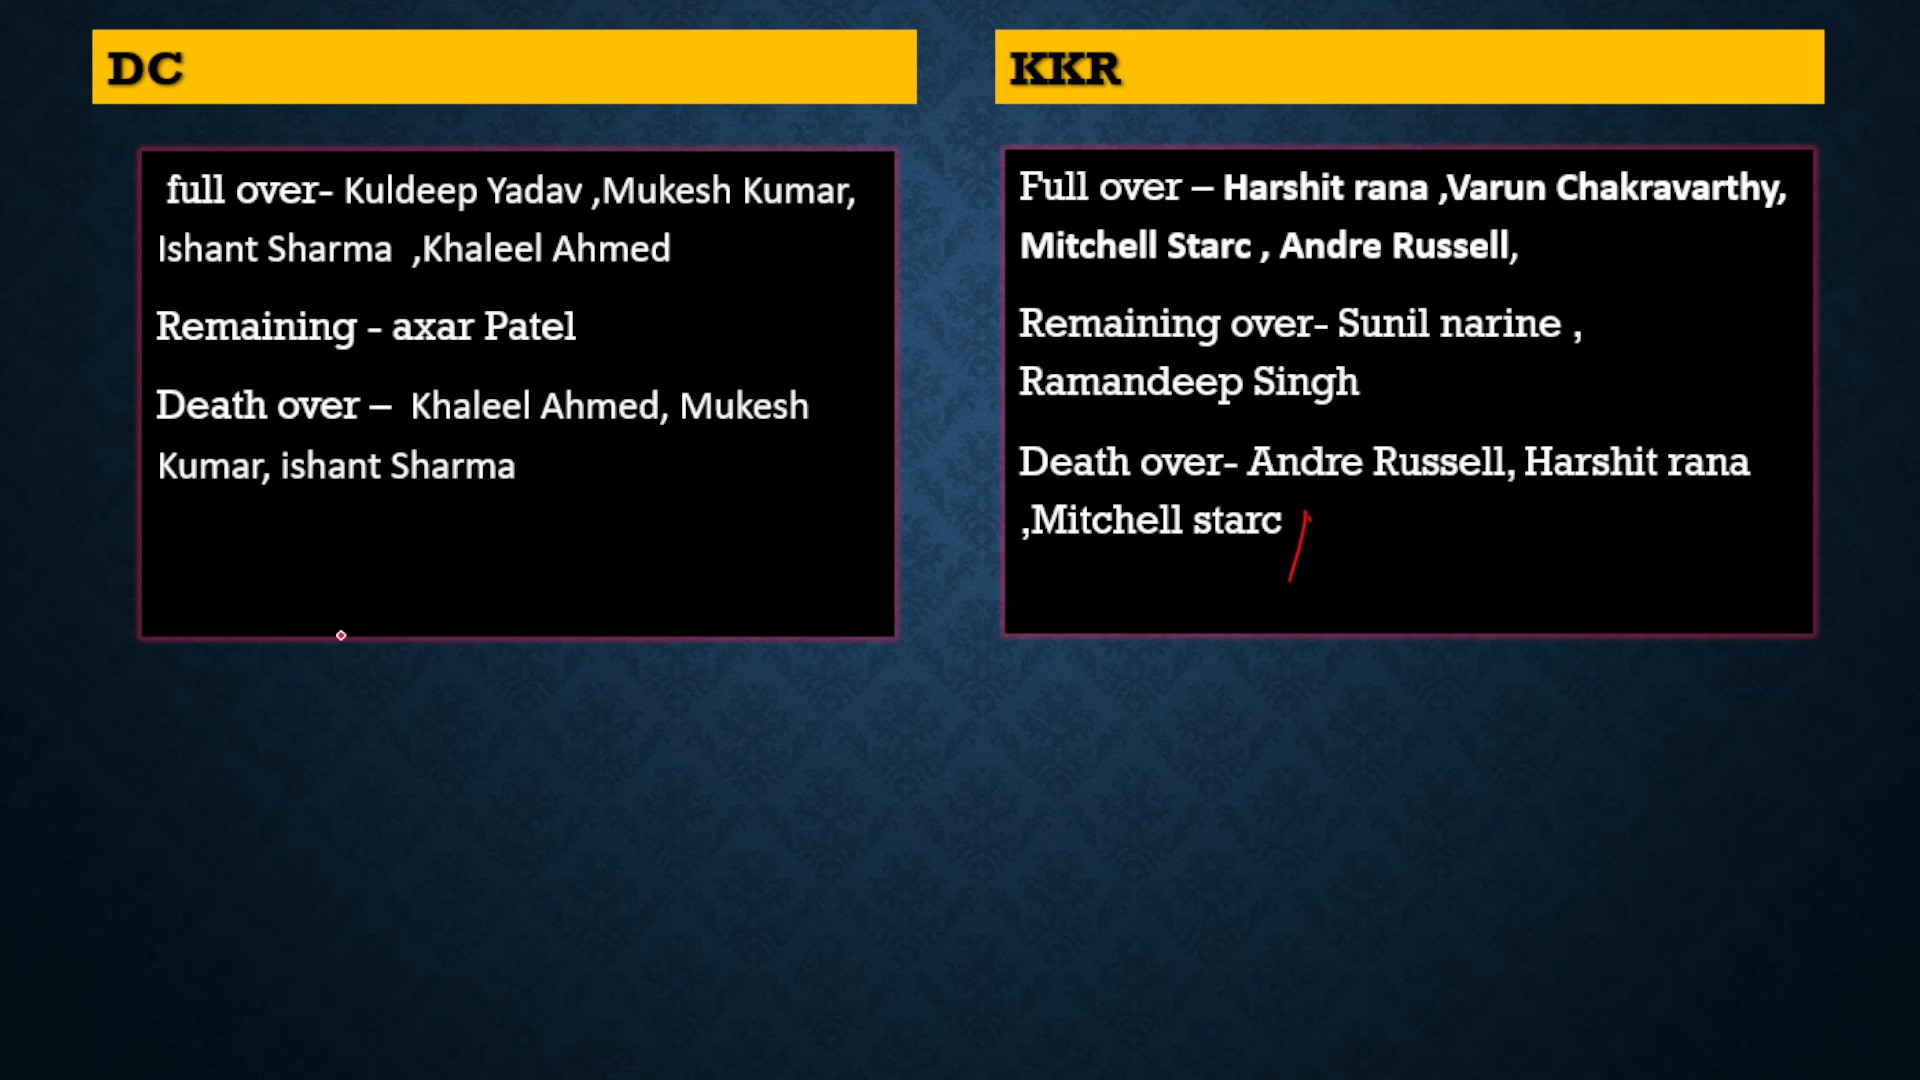 DC
full over- Kuldeep Yadav ,Mukesh Kumar,
Ishant Sharma  ,Khaleel Ahmed
Remaining - axar Patel
Death over –  Khaleel Ahmed, Mukesh
Kumar, ishant Sharma
KKR
Full over – Harshit rana ,Varun Chakravarthy,
Mitchell Starc , Andre Russell,
Remaining over- Sunil narine ,
Ramandeep Singh
Death over- Andre Russell, Harshit rana
,Mitchell starc